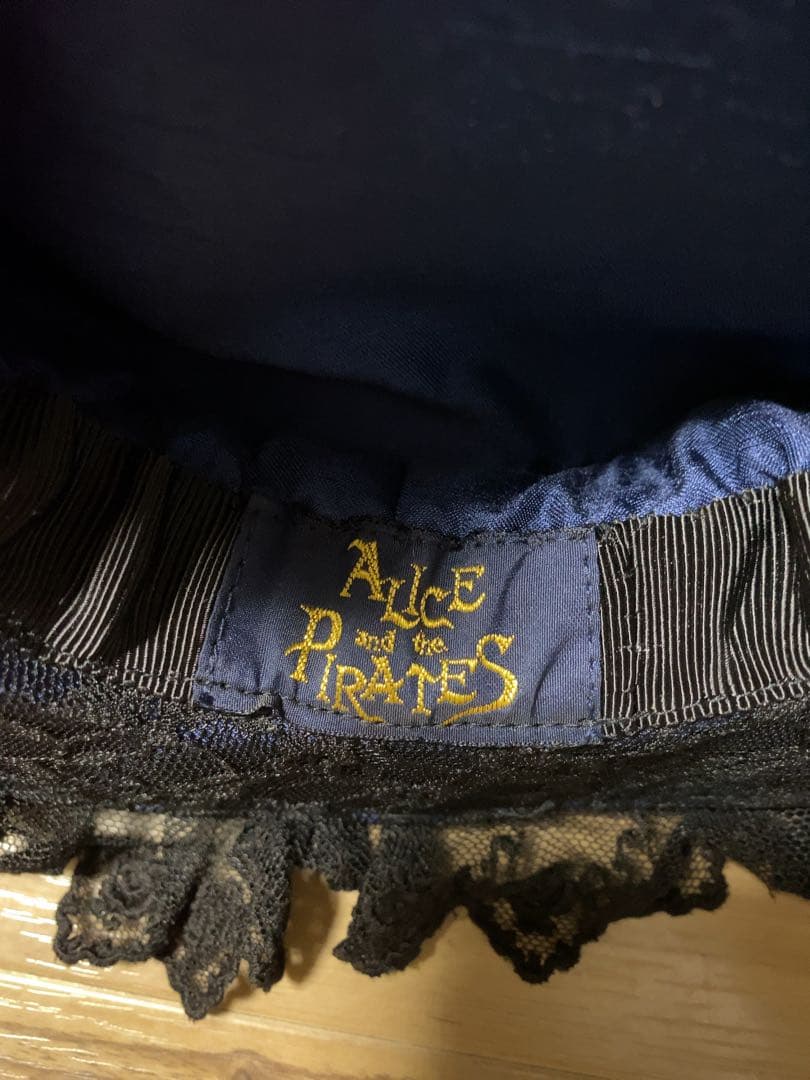 ALICE
and the
PIRATES